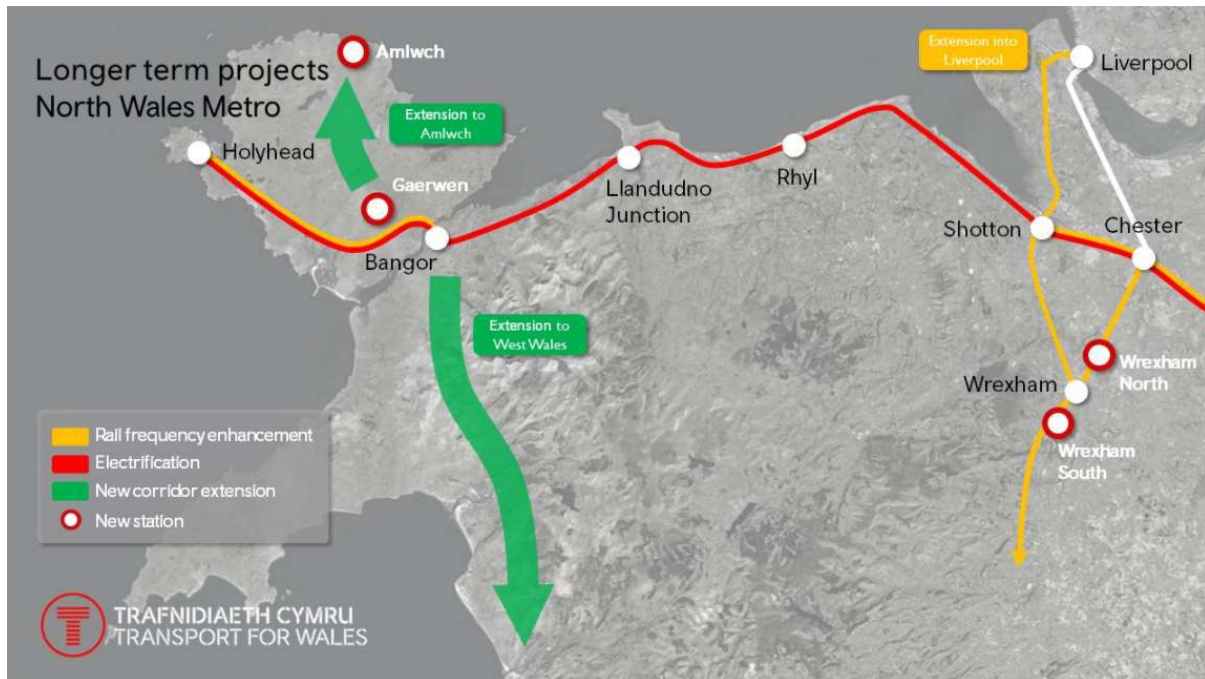 Longer term projects
North Wales Metro
Amlwch
Extension to
Amlwch
Holyhead
Gaerwen
Bangor
Llandudno
Junction
Rhyl
Extension into
Liverpool
Liverpool
Shotton
Chester
Extension to
West Wales
Wrexham
North
Wrexham
Wrexham
South
Rail frequency enhancement
Electrification
New corridor extension
New station
TRAFNIDIAETH CYMRU
TRANSPORT FOR WALES